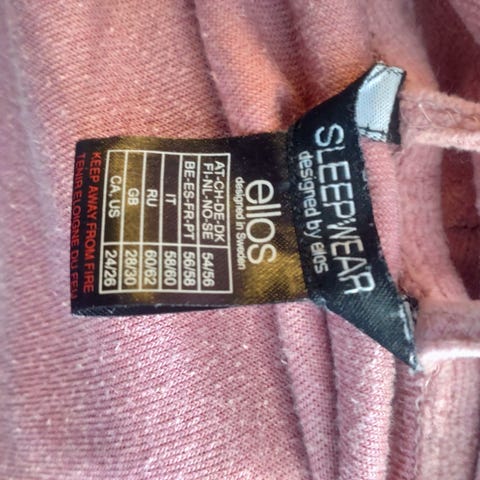 SLEEPWEAR
designed by ellos
ellos
designed in Sweden
AT-CH-DE-DK
FI-NL-NO-SE 54/56
BE-ES-FR-PT 56/58
IT 58/60
RU 60/62
GB 28/30
CA, US 24/26
KEEP AWAY FROM FIRE
TENIR ELOIGNE DU FEU